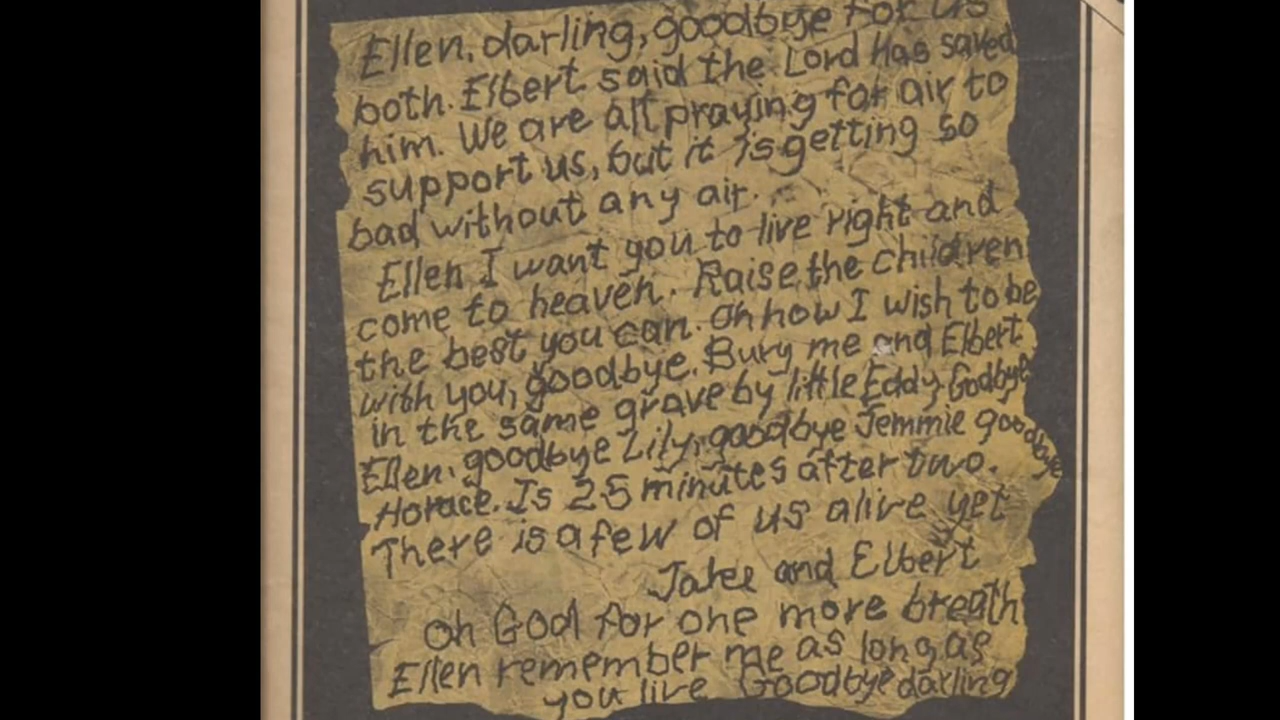 Ellen, darling, goodbye for us
both. Elbert said the Lord Has saved
him. We are all praying for air to
support us, but it is getting so
bad without any air.
Ellen I want you to live right and
come to heaven. Raise the children
the best you can. Oh how I wish to be
with you, goodbye. Bury me and Elbert
in the same grave by little Eddy. Godbye
Ellen, goodbye Lily, goodbye Jemmie goodbye
Horace. Is 25 minutes after two.
There is a few of us alive yet
Jake and Elbert
Oh God for one more breath
Ellen remember me as long as
you live Goodbye darling